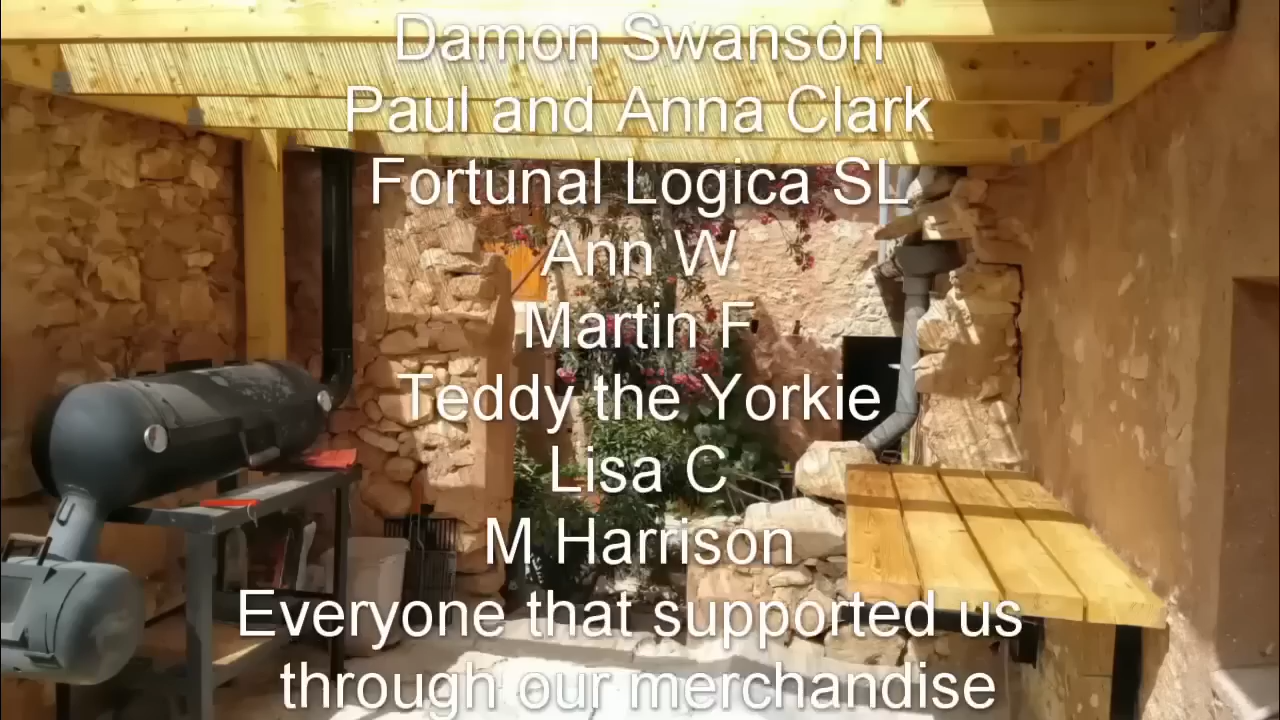 Damon Swanson
Paul and Anna Clark
Fortunal Logica SL
Ann W
Martin F
Teddy the Yorkie
Lisa C
M Harrison
Everyone that supported us
through our merchandise